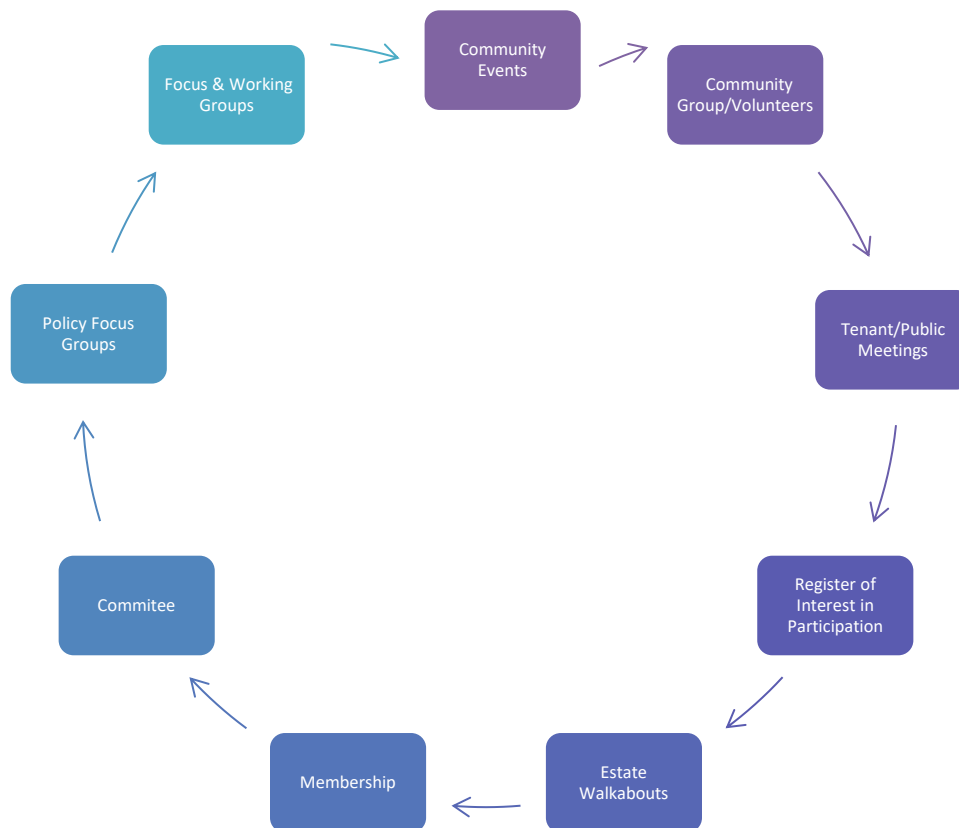 Community
Events
Community
Group/Volunteers
Tenant/Public
Meetings
Register of
Interest in
Participation
Estate
Walkabouts
Membership
Commitee
Policy Focus
Groups
Focus & Working
Groups